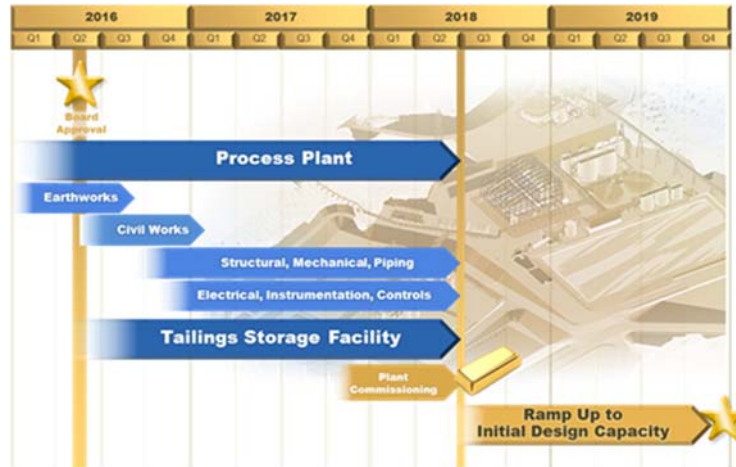 2016 2017 2018 2019
Q1 Q2 Q3 Q4 Q1 Q2 Q3 Q4 Q1 Q2 Q3 Q4 Q1 Q2 Q3 Q4
Board
Approval
Process Plant
Earthworks
Civil Works
Structural, Mechanical, Piping
Electrical, Instrumentation, Controls
Tailings Storage Facility
Plant
Commissioning
Ramp Up to
Initial Design Capacity